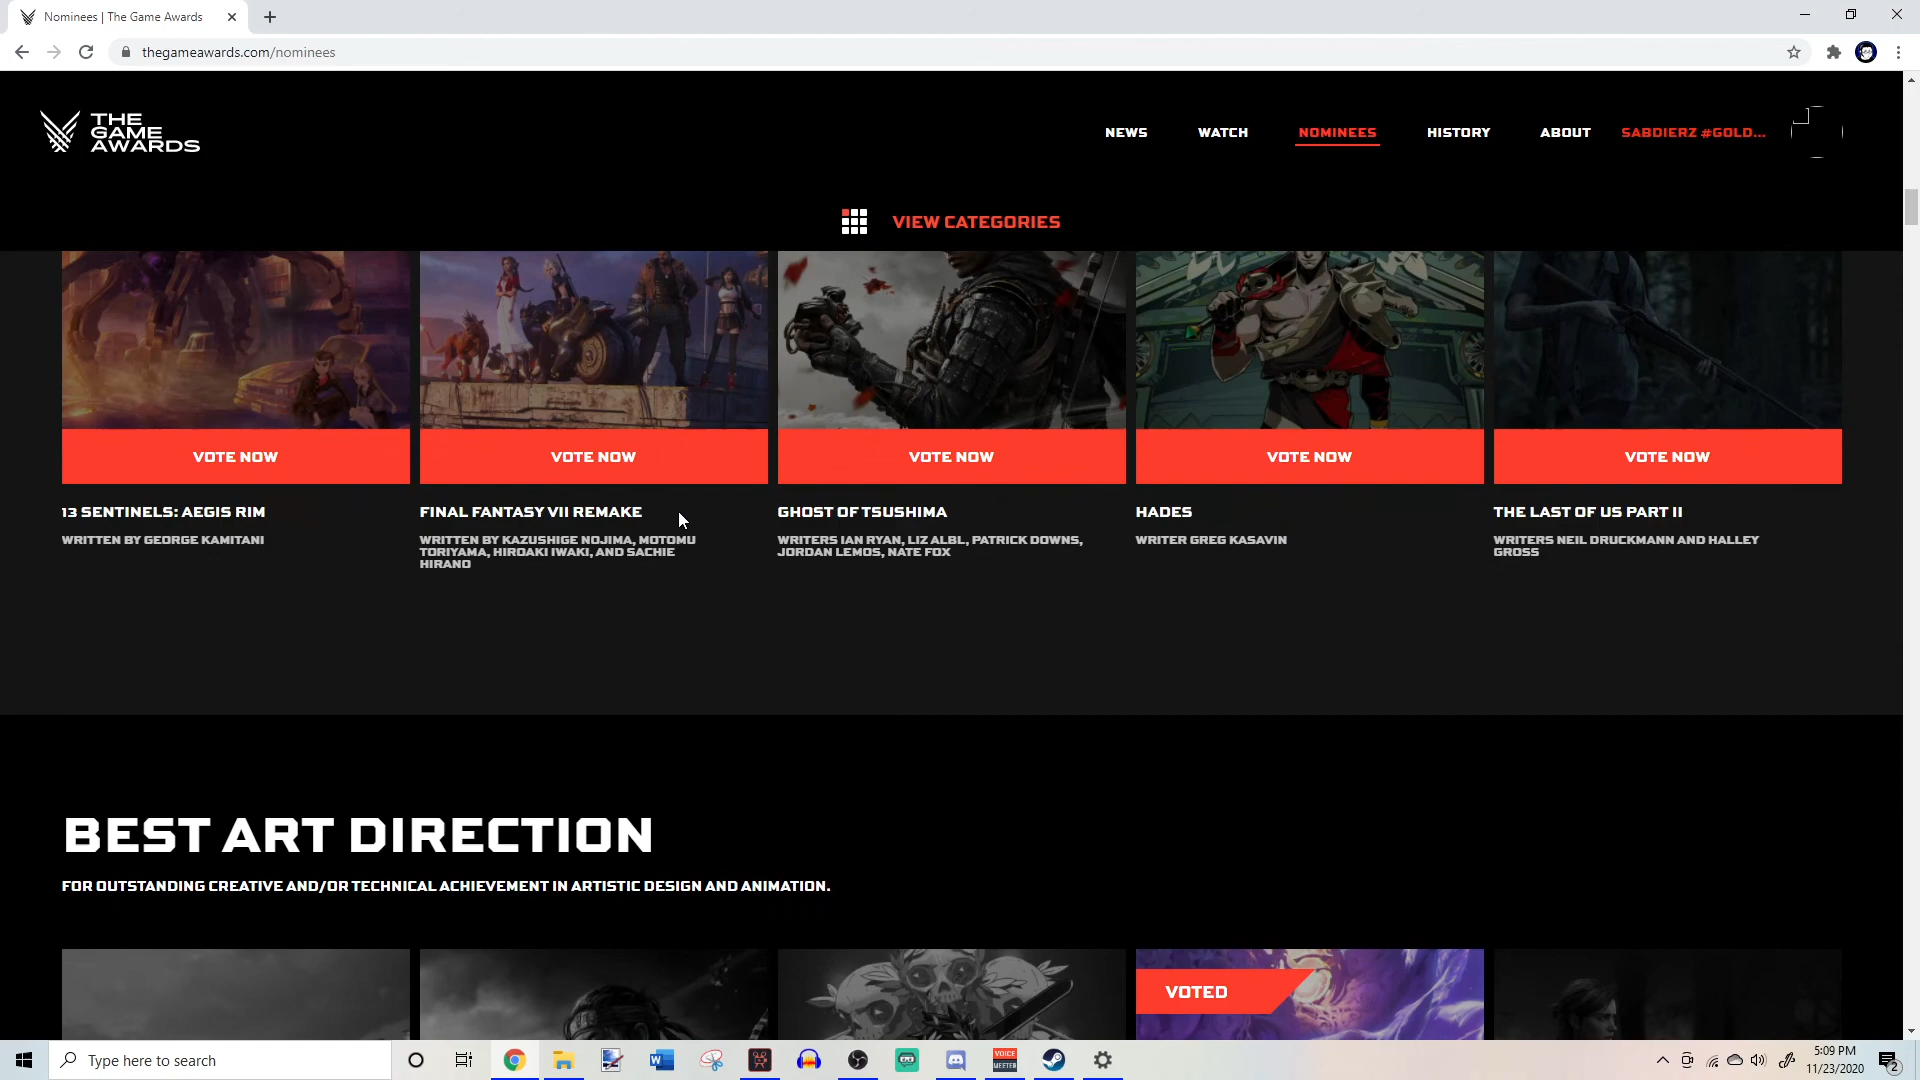 Nominees | The Game Awards
thegameawards.com/nominees
THE
GAME
AWARDS
NEWS
WATCH
NOMINEES
HISTORY
ABOUT
SABDIERZ #GOLD...
VIEW CATEGORIES
VOTE NOW
VOTE NOW
VOTE NOW
VOTE NOW
VOTE NOW
13 SENTINELS: AEGIS RIM
WRITTEN BY GEORGE KAMITANI
FINAL FANTASY VII REMAKE
WRITTEN BY KAZUSHIGE NOJIMA, MOTOMU
TORIYAMA, HIROAKI IWAKI, AND SACHIE
HIRANO
GHOST OF TSUSHIMA
WRITERS IAN RYAN, LIZ ALBL, PATRICK DOWNS,
JORDAN LEMOS, NATE FOX
HADES
WRITER GREG KASAVIN
THE LAST OF US PART II
WRITERS NEIL DRUCKMANN AND HALLEY
GROSS
BEST ART DIRECTION
FOR OUTSTANDING CREATIVE AND/OR TECHNICAL ACHIEVEMENT IN ARTISTIC DESIGN AND ANIMATION.
VOTED
Type here to search
VOICE
MEETER
5:09 PM
11/23/2020
2